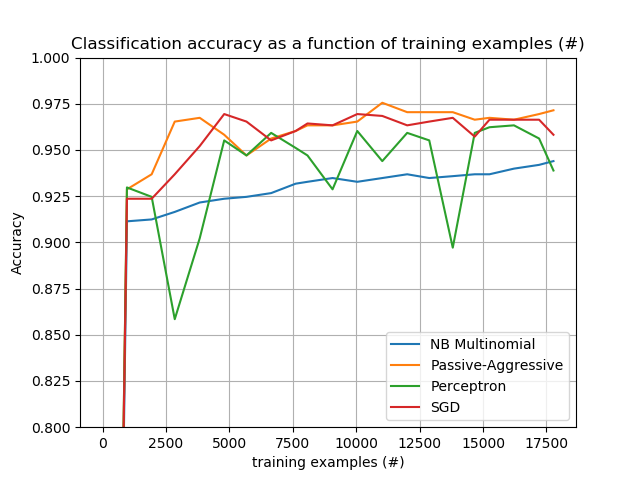 Classification accuracy as a function of training examples (#)
1.000
0.975
0.950
0.925
0.900
0.875
0.850
0.825
0.800
Accuracy
NB Multinomial
Passive-Aggressive
Perceptron
SGD
0 2500 5000 7500 10000 12500 15000 17500
training examples (#)